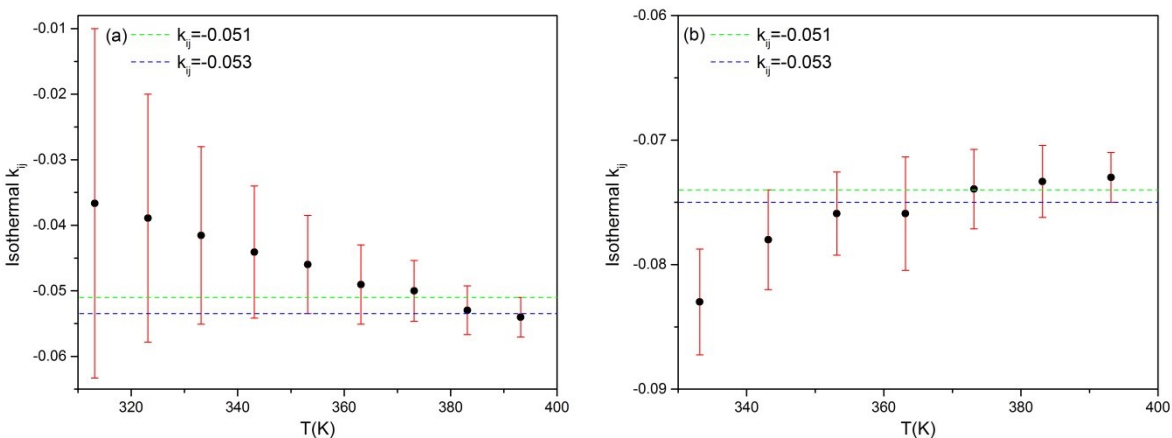 (a)
k_ij=-0.051
k_ij=-0.053
-0.01
-0.02
-0.03
-0.04
-0.05
-0.06
Isothermal k_ij
320
340
360
380
400
T(K)
(b)
k_ij=-0.051
k_ij=-0.053
-0.06
-0.07
-0.08
-0.09
Isothermal k_ij
340
360
380
400
T(K)